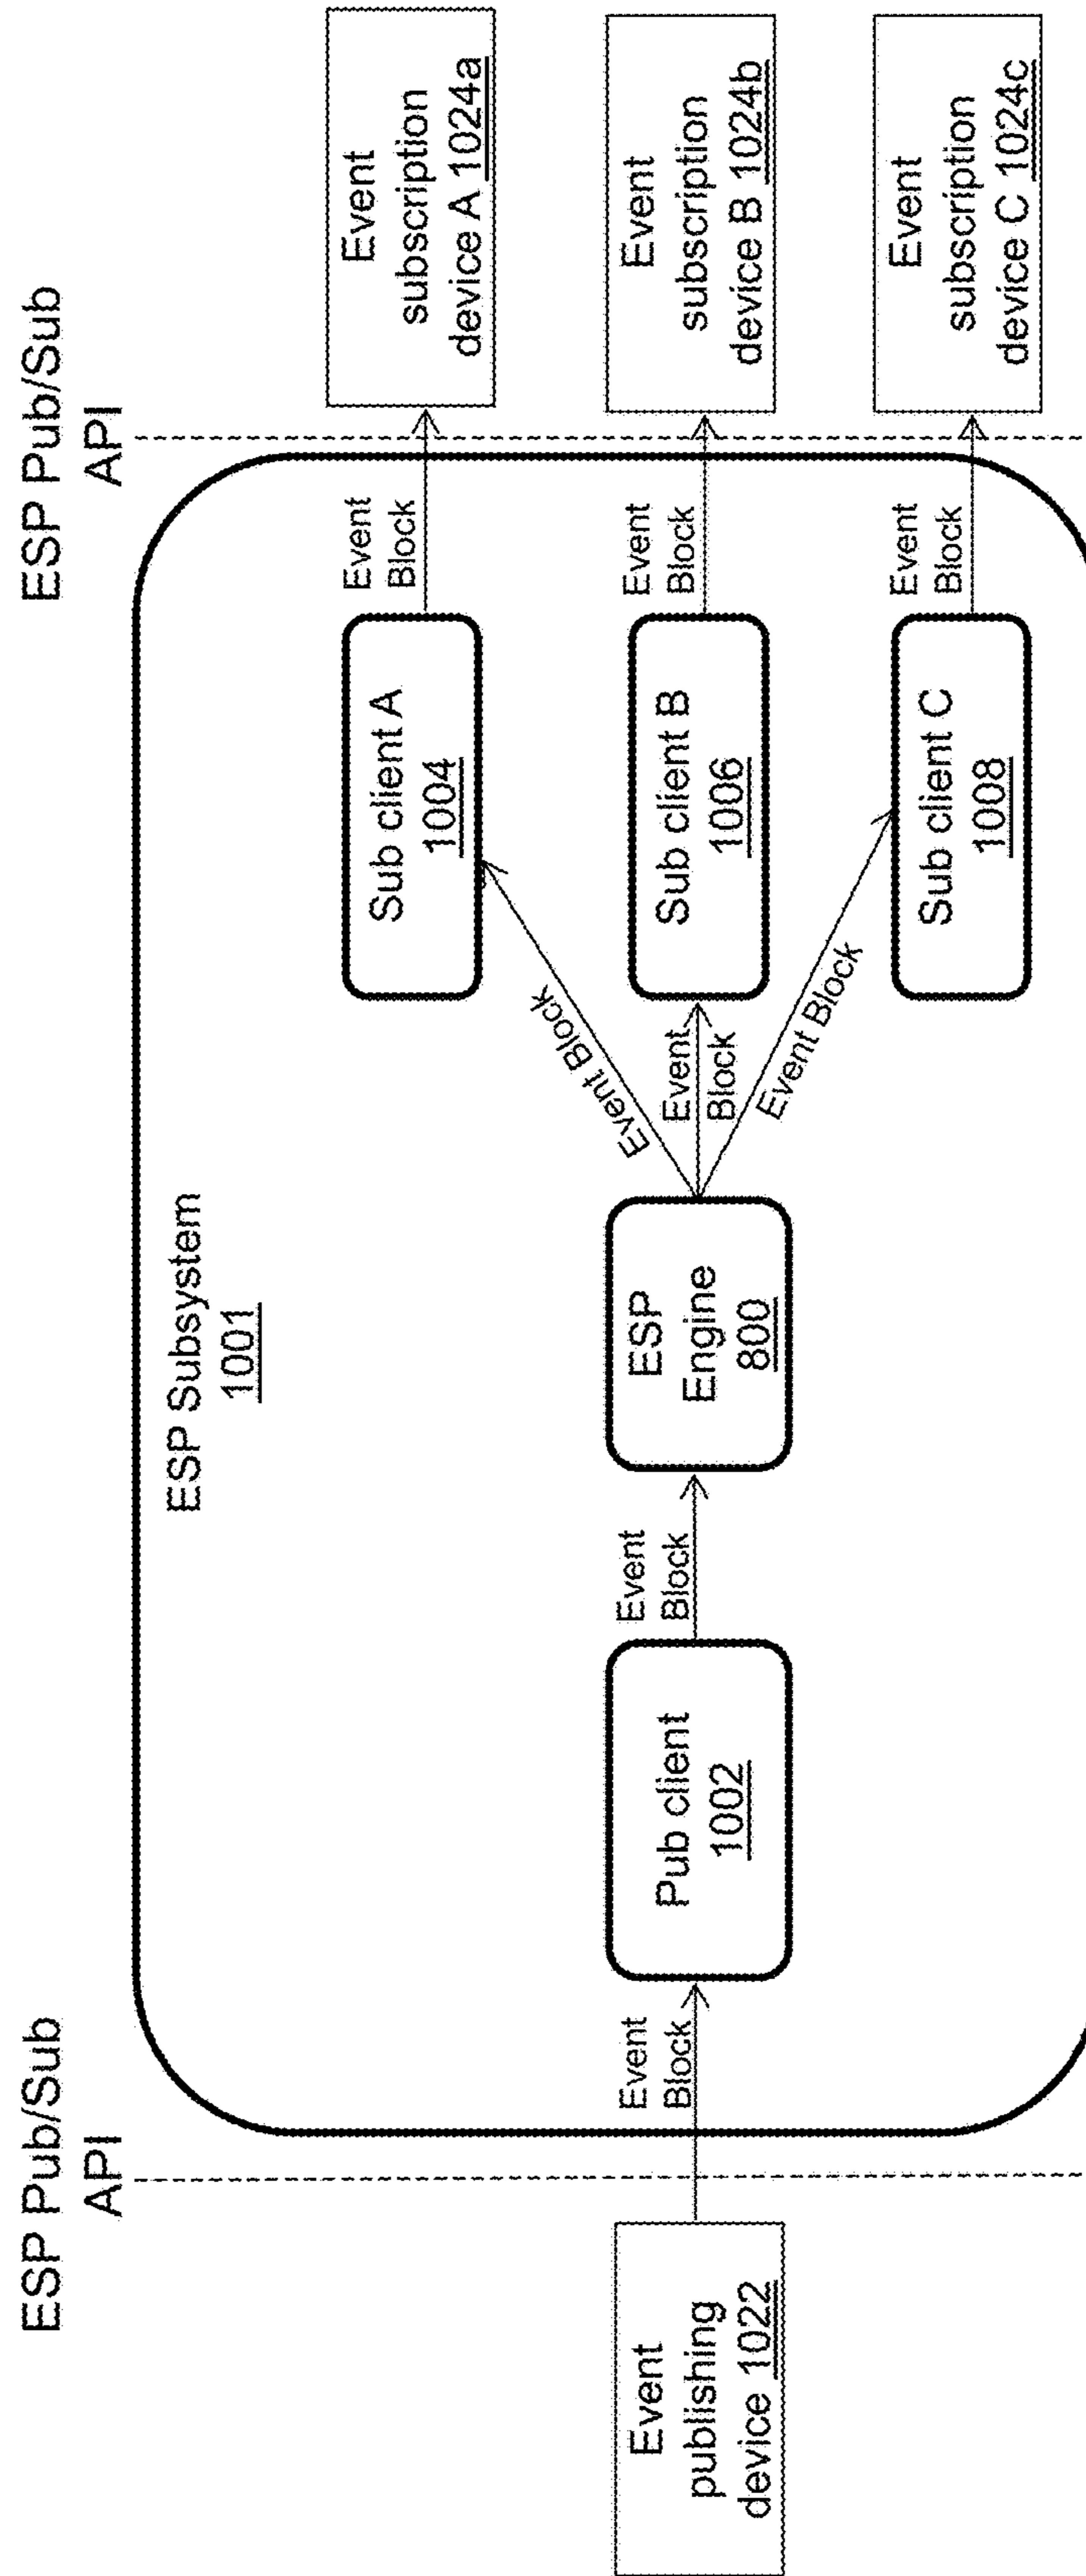 ESP Pub/Sub
API
ESP Pub/Sub
API
ESP Subsystem
1001
Event
publishing
device 1022
Event
Block
Pub client
1002
Event
Block
ESP
Engine
800
Event Block
Event
Block
Event Block
Sub client A
1004
Sub client B
1006
Sub client C
1008
Event
Block
Event
Block
Event
Block
Event
subscription
device A 1024a
Event
subscription
device B 1024b
Event
subscription
device C 1024c